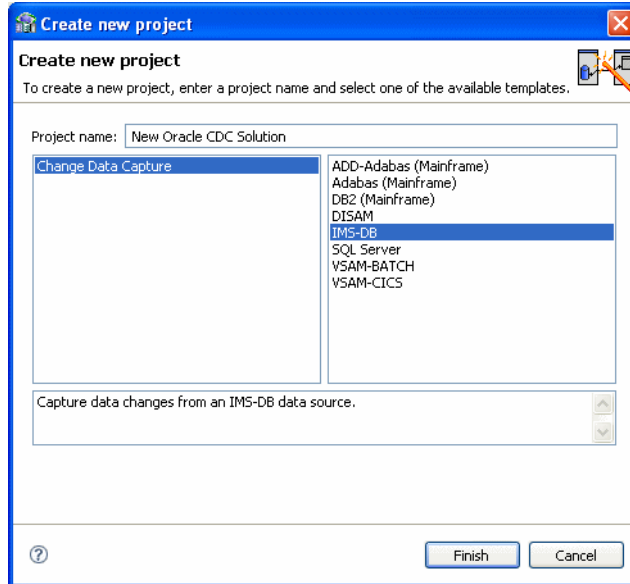 Create new project
Create new project
To create a new project, enter a project name and select one of the available templates.
Project name: New Oracle CDC Solution
Change Data Capture
ADD-Adabas (Mainframe)
Adabas (Mainframe)
DB2 (Mainframe)
DISAM
IMS-DB
SQL Server
VSAM-BATCH
VSAM-CICS
Capture data changes from an IMS-DB data source.
?
Finish Cancel